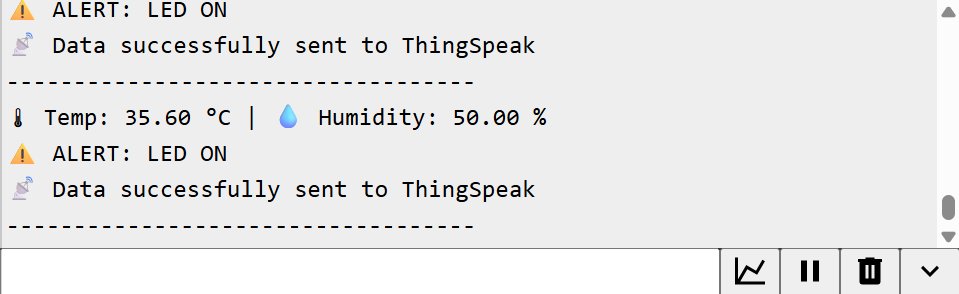 ⚠️ ALERT: LED ON
📡 Data successfully sent to ThingSpeak
-----------------------------------
🌡 Temp: 35.60 °C | 💧 Humidity: 50.00 %
⚠️ ALERT: LED ON
📡 Data successfully sent to ThingSpeak
-----------------------------------